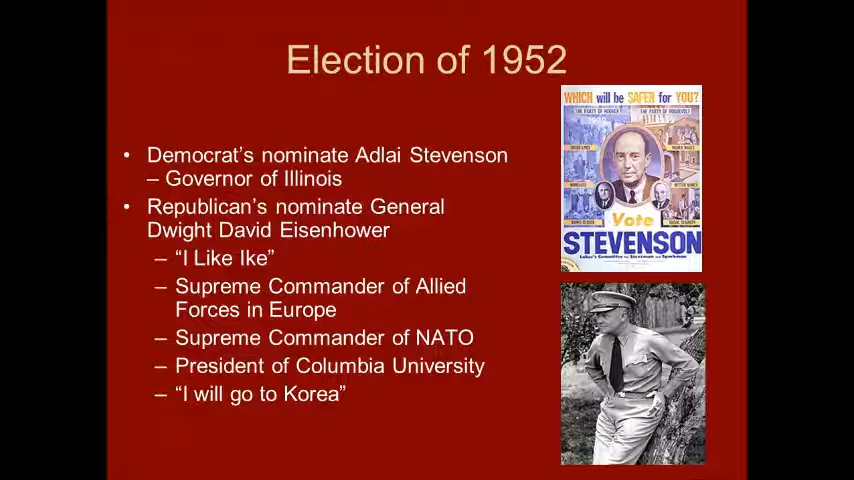 Election of 1952
• Democrat's nominate Adlai Stevenson
– Governor of Illinois
• Republican's nominate General
Dwight David Eisenhower
– “I Like Ike”
– Supreme Commander of Allied
Forces in Europe
– Supreme Commander of NATO
– President of Columbia University
– “I will go to Korea”
WHICH will be SAFER for YOU?
THE PARTY OF HOOVER
THE PARTY OF ROOSEVELT
Vote
STEVENSON